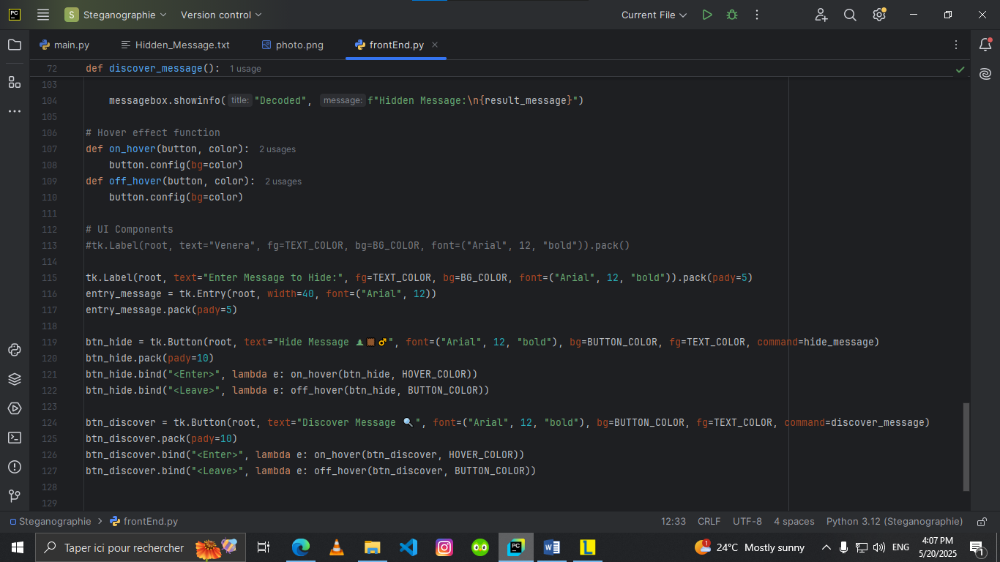 S Steganographie Version control Current File
main.py Hidden_Message.txt photo.png frontEnd.py
72 def discover_message(): 1 usage
103
104 messagebox.showinfo( title: "Decoded", message: f"Hidden Message:\n{result_message}")
105
106 # Hover effect function
107 def on_hover(button, color): 2 usages
108 button.config(bg=color)
109 def off_hover(button, color): 2 usages
110 button.config(bg=color)
111
112 # UI Components
113 #tk.Label(root, text="Venera", fg=TEXT_COLOR, bg=BG_COLOR, font=("Arial", 12, "bold")).pack()
114
115 tk.Label(root, text="Enter Message to Hide:", fg=TEXT_COLOR, bg=BG_COLOR, font=("Arial", 12, "bold")).pack(pady=5)
116 entry_message = tk.Entry(root, width=40, font=("Arial", 12))
117 entry_message.pack(pady=5)
118
119 btn_hide = tk.Button(root, text="Hide Message ", font=("Arial", 12, "bold"), bg=BUTTON_COLOR, fg=TEXT_COLOR, command=hide_message)
120 btn_hide.pack(pady=10)
121 btn_hide.bind("<Enter>", lambda e: on_hover(btn_hide, HOVER_COLOR))
122 btn_hide.bind("<Leave>", lambda e: off_hover(btn_hide, BUTTON_COLOR))
123
124 btn_discover = tk.Button(root, text="Discover Message 🔍", font=("Arial", 12, "bold"), bg=BUTTON_COLOR, fg=TEXT_COLOR, command=discover_message)
125 btn_discover.pack(pady=10)
126 btn_discover.bind("<Enter>", lambda e: on_hover(btn_discover, HOVER_COLOR))
127 btn_discover.bind("<Leave>", lambda e: off_hover(btn_discover, BUTTON_COLOR))
128
129
Steganographie > frontEnd.py 12:33 CRLF UTF-8 4 spaces Python 3.12 (Steganographie)
Taper ici pour rechercher PC W L 1 24°C Mostly sunny ENG 4:07 PM 1
5/20/2025